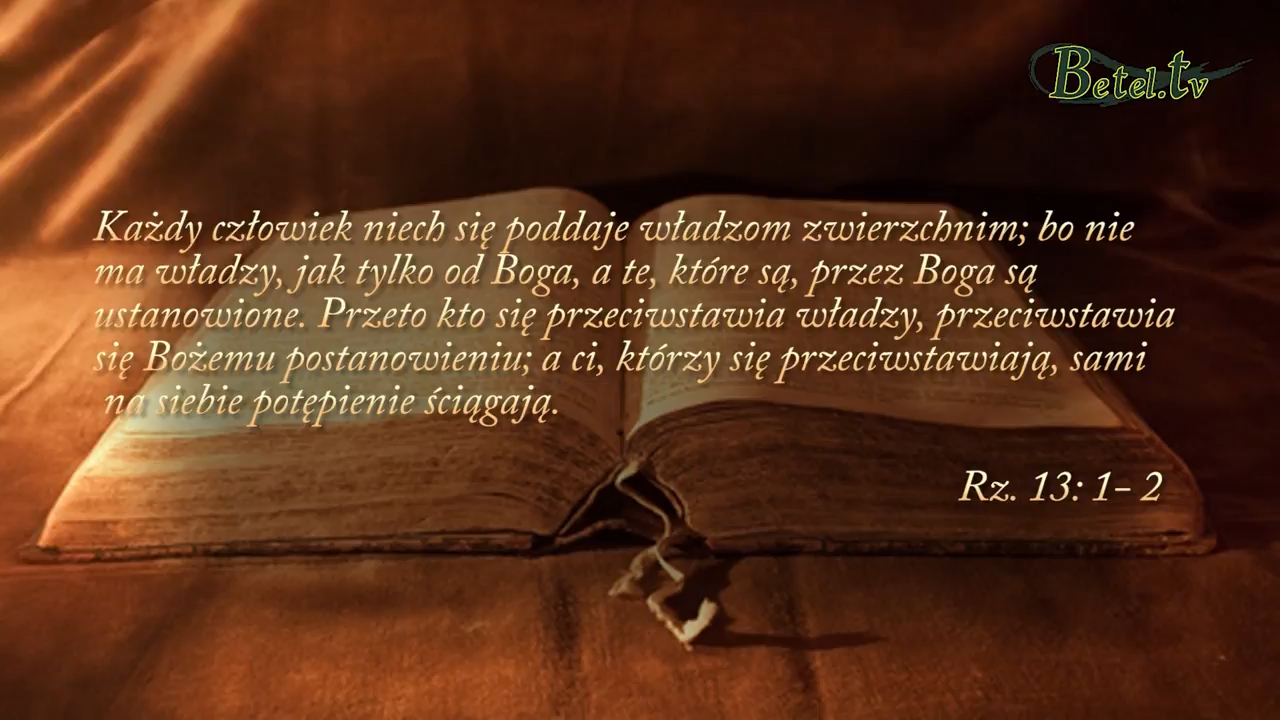 Betel.tv
Każdy człowiek niech się poddaje władzom zwierzchnim; bo nie
ma władzy, jak tylko od Boga, a te, które są, przez Boga są
ustanowione. Przeto kto się przeciwstawia władzy, przeciwstawia
się Bożemu postanowieniu; a ci, którzy się przeciwstawiają, sami
na siebie potępienie ściągają.
Rz. 13: 1- 2